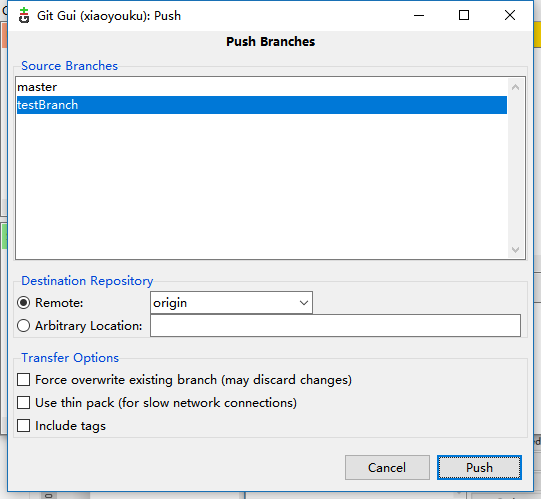 Git Gui (xiaoyouku): Push
Push Branches
Source Branches
master
testBranch
Destination Repository
Remote:
origin
Arbitrary Location:
Transfer Options
Force overwrite existing branch (may discard changes)
Use thin pack (for slow network connections)
Include tags
Cancel
Push